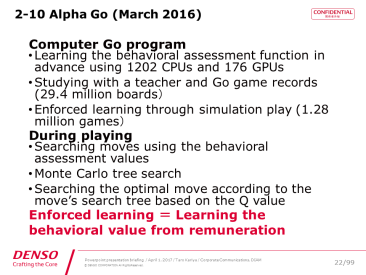 2-10 Alpha Go (March 2016)
CONFIDENTIAL
Computer Go program
•Learning the behavioral assessment function in
advance using 1202 CPUs and 176 GPUs
•Studying with a teacher and Go game records
(29.4 million boards）
•Enforced learning through simulation play (1.28
million games）
During playing
•Searching moves using the behavioral
assessment values
•Monte Carlo tree search
•Searching the optimal move according to the
move’s search tree based on the Q value
Enforced learning ＝ Learning the
behavioral value from remuneration
DENSO
Crafting the Core
22/99